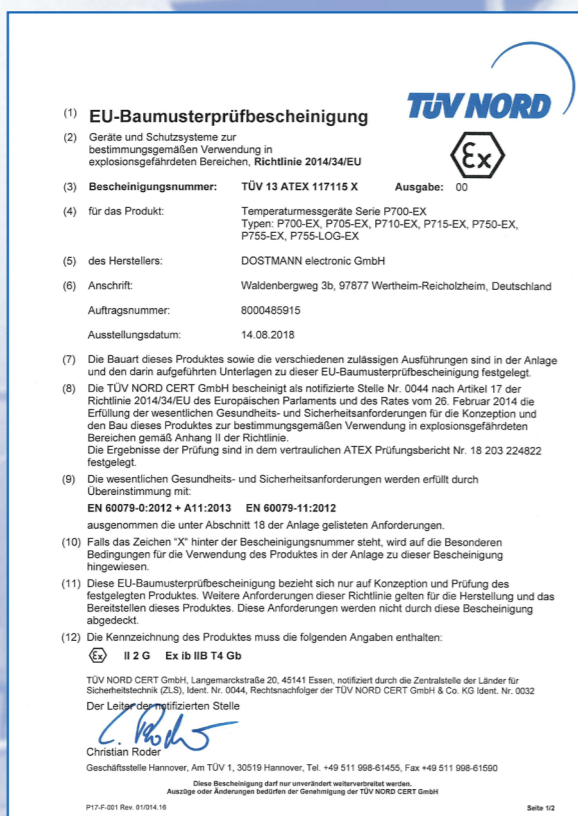 TÜV NORD
(1) EU-Baumusterprüfbescheinigung
(2) Geräte und Schutzsysteme zur
bestimmungsgemäßen Verwendung in
explosionsgefährdeten Bereichen, Richtlinie 2014/34/EU
Ex
(3) Bescheinigungsnummer: TÜV 13 ATEX 117115 X Ausgabe: 00
(4) für das Produkt: Temperaturmessgeräte Serie P700-EX
Typen: P700-EX, P705-EX, P710-EX, P715-EX, P750-EX,
P755-EX, P755-LOG-EX
(5) des Herstellers: DOSTMANN electronic GmbH
(6) Anschrift: Waldenbergweg 3b, 97877 Wertheim-Reicholzheim, Deutschland
Auftragsnummer: 8000485915
Ausstellungsdatum: 14.08.2018
(7) Die Bauart dieses Produktes sowie die verschiedenen zulässigen Ausführungen sind in der Anlage
und den darin aufgeführten Unterlagen zu dieser EU-Baumusterprüfbescheinigung festgelegt.
(8) Die TÜV NORD CERT GmbH bescheinigt als notifizierte Stelle Nr. 0044 nach Artikel 17 der
Richtlinie 2014/34/EU des Europäischen Parlaments und des Rates vom 26. Februar 2014 die
Erfüllung der wesentlichen Gesundheits- und Sicherheitsanforderungen für die Konzeption und
den Bau dieses Produktes zur bestimmungsgemäßen Verwendung in explosionsgefährdeten
Bereichen gemäß Anhang II der Richtlinie.
Die Ergebnisse der Prüfung sind in dem vertraulichen ATEX Prüfungsbericht Nr. 18 203 224822
festgelegt.
(9) Die wesentlichen Gesundheits- und Sicherheitsanforderungen werden erfüllt durch
Übereinstimmung mit:
EN 60079-0:2012 + A11:2013 EN 60079-11:2012
ausgenommen die unter Abschnitt 18 der Anlage gelisteten Anforderungen.
(10) Falls das Zeichen "X" hinter der Bescheinigungsnummer steht, wird auf die Besonderen
Bedingungen für die Verwendung des Produktes in der Anlage zu dieser Bescheinigung
hingewiesen.
(11) Diese EU-Baumusterprüfbescheinigung bezieht sich nur auf Konzeption und Prüfung des
festgelegten Produktes. Weitere Anforderungen dieser Richtlinie gelten für die Herstellung und das
Bereitstellen dieses Produktes. Diese Anforderungen werden nicht durch diese Bescheinigung
abgedeckt.
(12) Die Kennzeichnung des Produktes muss die folgenden Angaben enthalten:
Ex II 2 G Ex ib IIB T4 Gb
TÜV NORD CERT GmbH, Langemarckstraße 20, 45141 Essen, notifiziert durch die Zentralstelle der Länder für
Sicherheitstechnik (ZLS), Ident. Nr. 0044, Rechtsnachfolger der TÜV NORD CERT GmbH & Co. KG Ident. Nr. 0032
Der Leiter der notifizierten Stelle
C. Roder
Christian Roder
Geschäftsstelle Hannover, Am TÜV 1, 30519 Hannover, Tel. +49 511 998-61455, Fax +49 511 998-61590
Diese Bescheinigung darf nur unverändert weiterverbreitet werden.
Auszüge oder Änderungen bedürfen der Genehmigung der TÜV NORD CERT GmbH
P17-F-001 Rev. 01/014.16 Seite 1/2